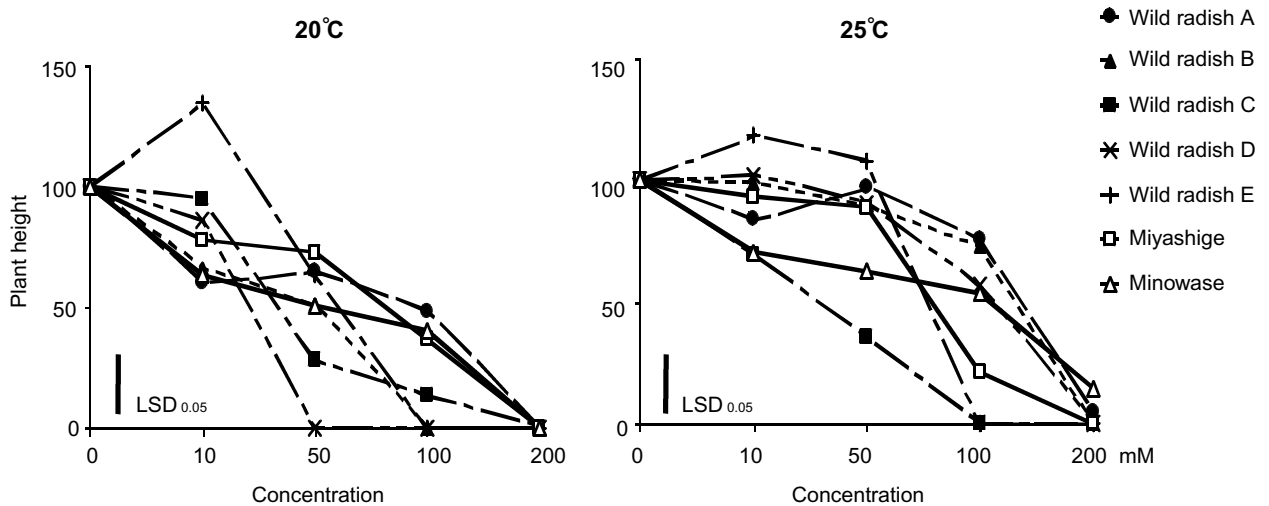 20°C
25°C
150
100
50
0
Plant height
LSD 0.05
0 10 50 100 200
Concentration
150
100
50
0
LSD 0.05
0 10 50 100 200 mM
Concentration
Wild radish A
Wild radish B
Wild radish C
Wild radish D
Wild radish E
Miyashige
Minowase